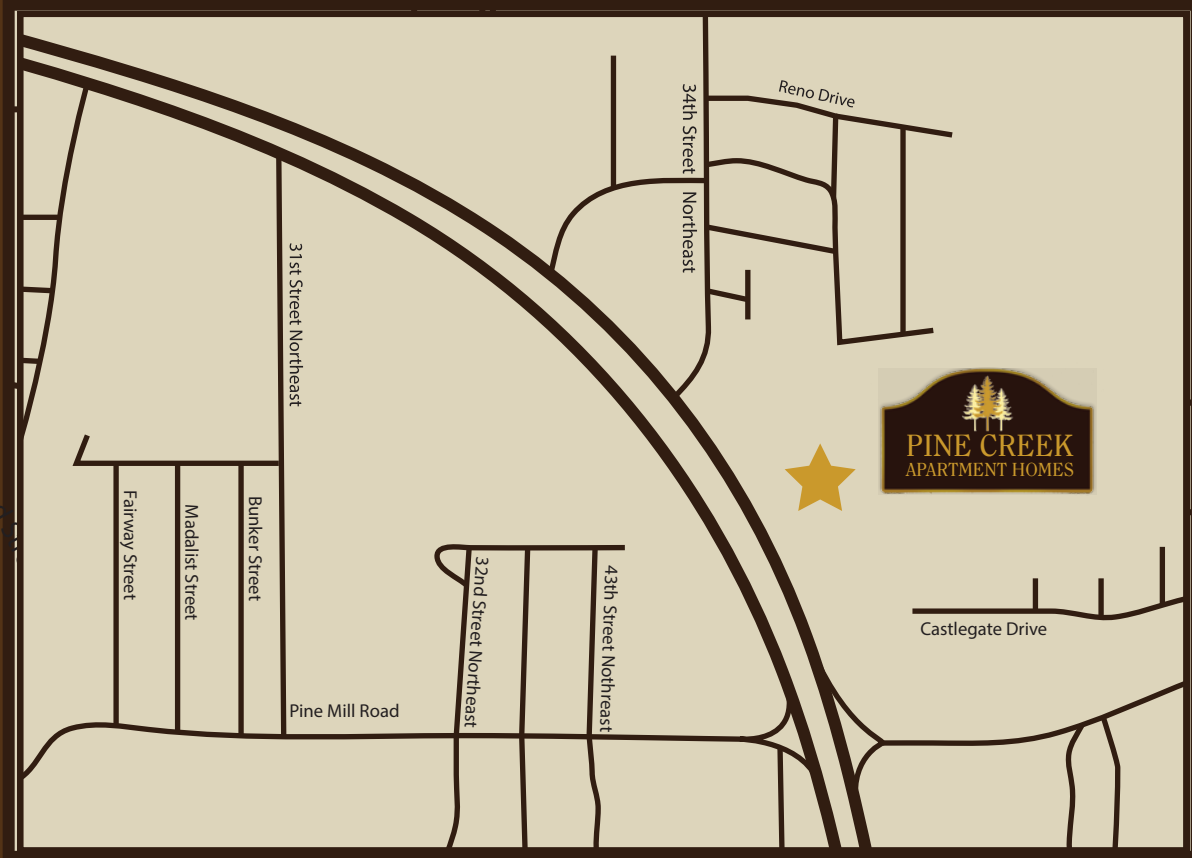 Reno Drive
34th Street Northeast
31st Street Northeast
PINE CREEK
APARTMENT HOMES
Fairway Street
Madalist Street
Bunker Street
32nd Street Northeast
43th Street Nothreast
Castlegate Drive
Pine Mill Road